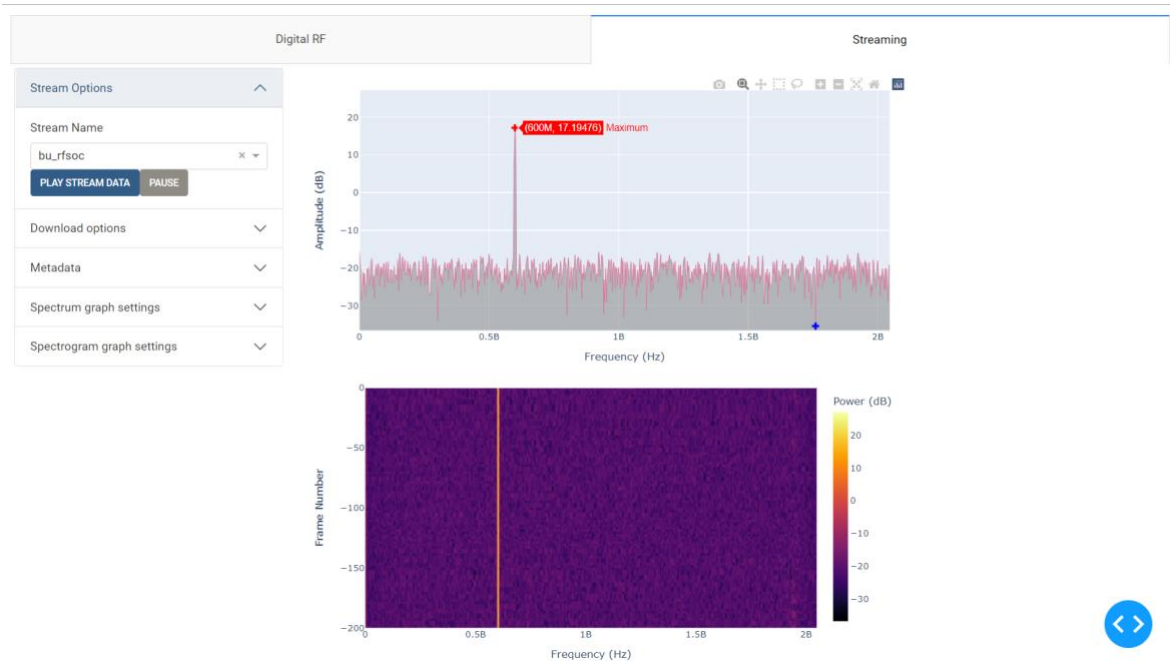 Digital RF
Streaming
Stream Options
Stream Name
bu_rfsoc
PLAY STREAM DATA
PAUSE
Download options
Metadata
Spectrum graph settings
Spectrogram graph settings
(600M, 17.19476) Maximum
Amplitude (dB)
20
10
0
−10
−20
−30
0
0.5B
1B
1.5B
2B
Frequency (Hz)
Frame Number
0
−50
−100
−150
−200
0
0.5B
1B
1.5B
2B
Frequency (Hz)
Power (dB)
20
10
0
−10
−20
−30